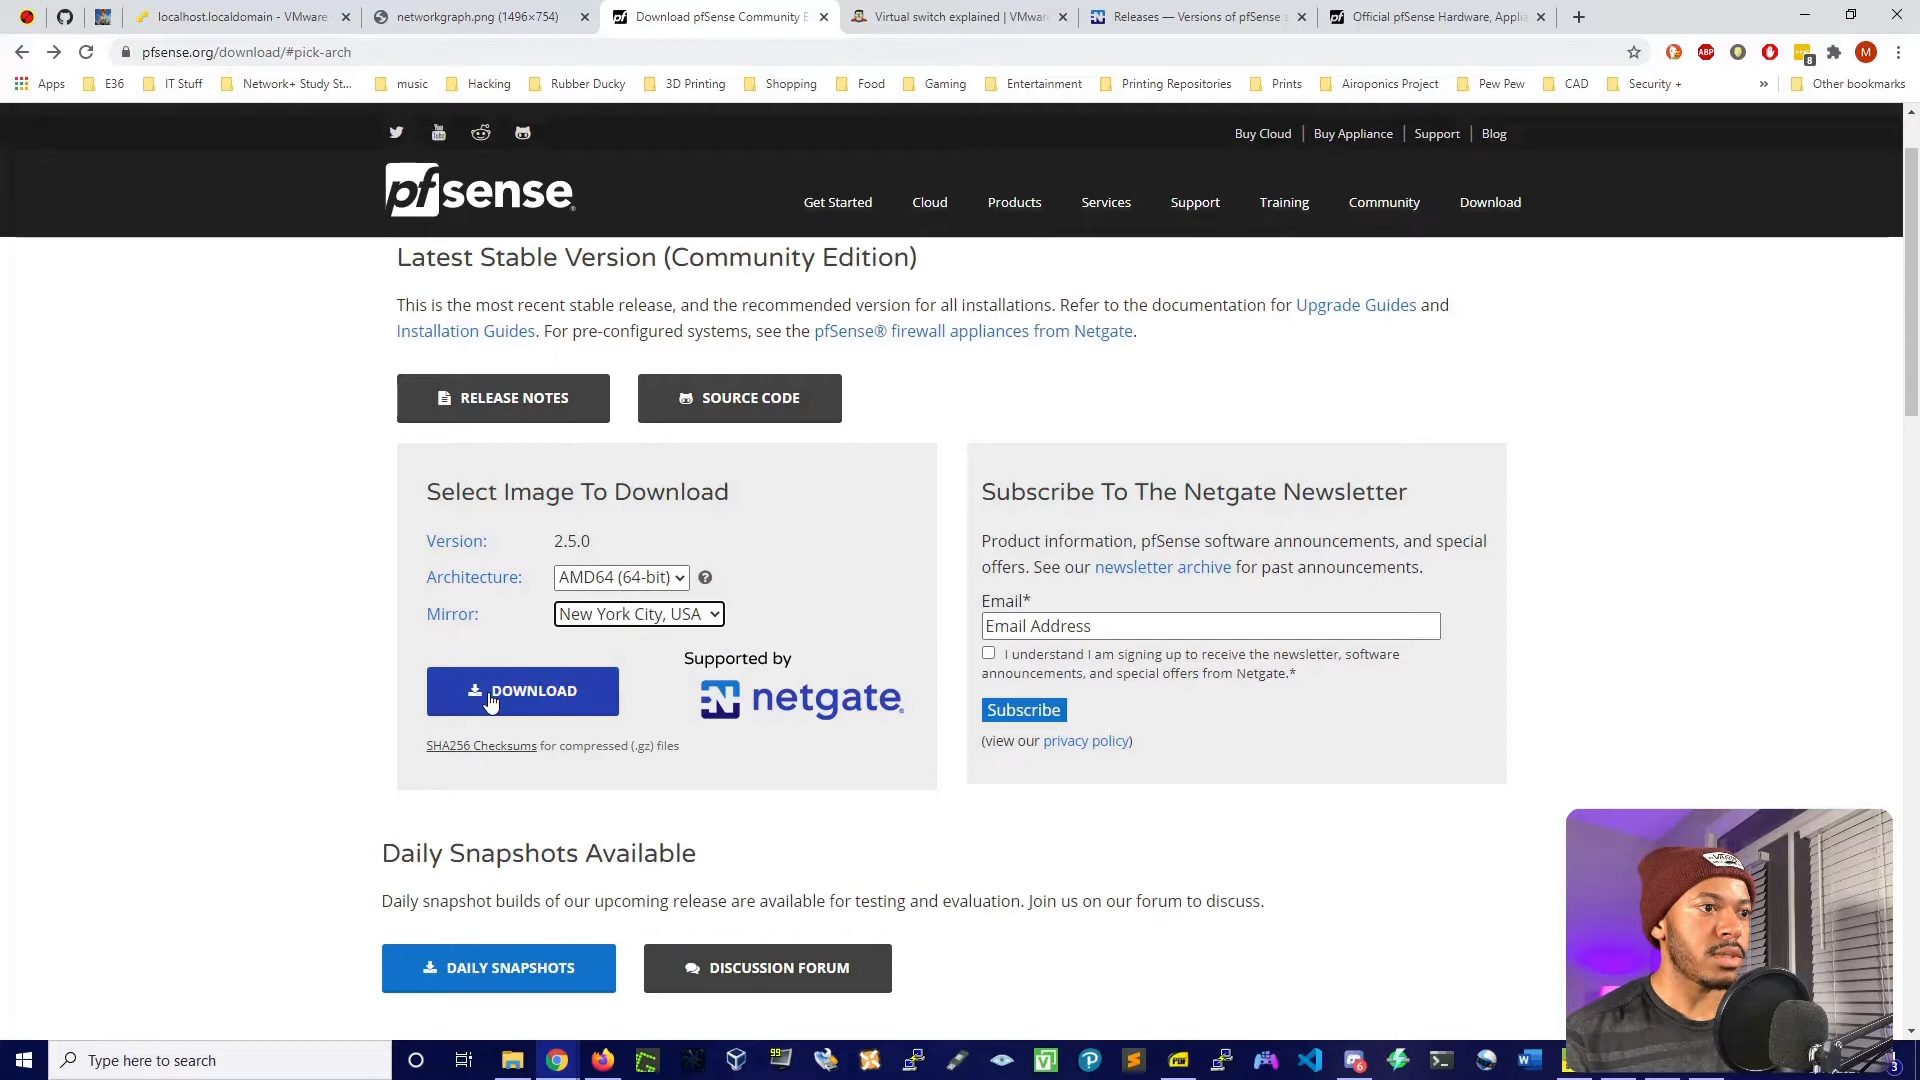 localhost.localdomain - VMware
networkgraph.png (1496×754)
Download pfSense Community E
Virtual switch explained | VMwar
Releases — Versions of pfSense s
Official pfSense Hardware, Applia
pfsense.org/download/#pick-arch
ABP
8
M
Apps
E36
IT Stuff
Network+ Study St...
music
Hacking
Rubber Ducky
3D Printing
Shopping
Food
Gaming
Entertainment
Printing Repositories
Prints
Airoponics Project
Pew Pew
CAD
Security +
»
Other bookmarks
Buy Cloud
Buy Appliance
Support
Blog
pfsense
Get Started
Cloud
Products
Services
Support
Training
Community
Download
Latest Stable Version (Community Edition)
This is the most recent stable release, and the recommended version for all installations. Refer to the documentation for Upgrade Guides and
Installation Guides. For pre-configured systems, see the pfSense® firewall appliances from Netgate.
RELEASE NOTES
SOURCE CODE
Select Image To Download
Version: 2.5.0
Architecture: AMD64 (64-bit)
Mirror: New York City, USA
Supported by
netgate
DOWNLOAD
SHA256 Checksums for compressed (.gz) files
Subscribe To The Netgate Newsletter
Product information, pfSense software announcements, and special
offers. See our newsletter archive for past announcements.
Email*
Email Address
I understand I am signing up to receive the newsletter, software
announcements, and special offers from Netgate.*
Subscribe
(view our privacy policy)
Daily Snapshots Available
Daily snapshot builds of our upcoming release are available for testing and evaluation. Join us on our forum to discuss.
DAILY SNAPSHOTS
DISCUSSION FORUM
Type here to search
3